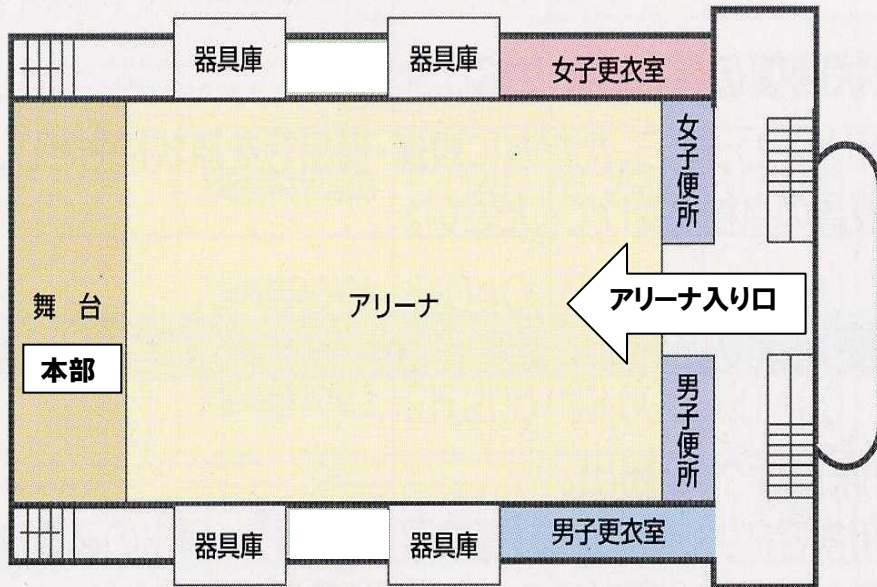 器具庫
器具庫
女子更衣室
女子便所
舞台
アリーナ
アリーナ入り口
本部
男子便所
器具庫
器具庫
男子更衣室